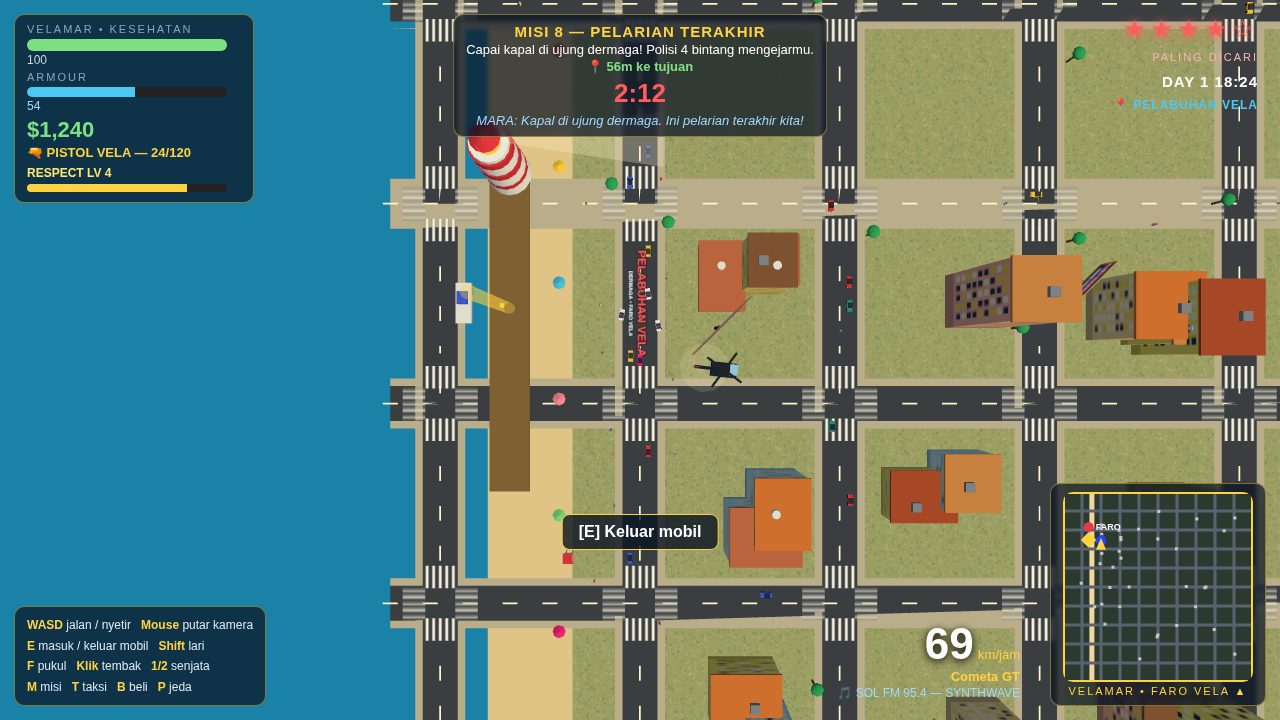 VELAMAR • KESEHATAN
100
ARMOUR
54
$1,240
PISTOL VELA — 24/120
RESPECT LV 4
MISI 8 — PELARIAN TERAKHIR
Capai kapal di ujung dermaga! Polisi 4 bintang mengejarmu.
56m ke tujuan
2:12
MARA: Kapal di ujung dermaga. Ini pelarian terakhir kita!
★★★★☆
PALING DICARI
DAY 1 18:24
PELABUHAN VELA
PELABUHAN VELA
DERMAGA • FARO VELA
[E] Keluar mobil
WASD jalan / nyetir Mouse putar kamera
E masuk / keluar mobil Shift lari
F pukul Klik tembak 1/2 senjata
M misi T taksi B beli P jeda
69 km/jam
Cometa GT
SOL FM 95.4 — SYNTHWAVE
FARO
VELAMAR • FARO VELA ▲